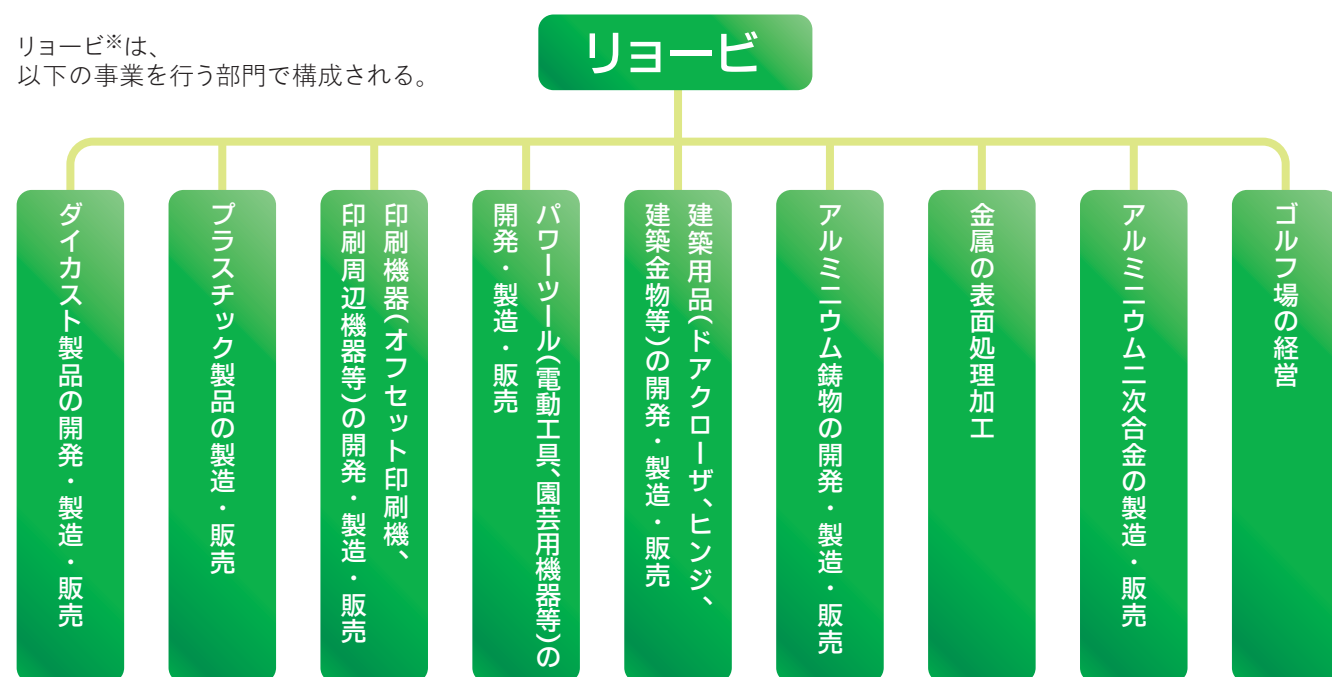 リョービ※は、
以下の事業を行う部門で構成される。
リョービ
ダイカスト製品の開発・製造・販売
プラスチック製品の製造・販売
印刷機器(オフセット印刷機、
印刷周辺機器等)の開発・製造・販売
パワーツール(電動工具、園芸用機器等)の
開発・製造・販売
建築用品(ドアクローザ、ヒンジ、
建築金物等)の開発・製造・販売
アルミニウム鋳物の開発・製造・販売
金属の表面処理加工
アルミニウム二次合金の製造・販売
ゴルフ場の経営